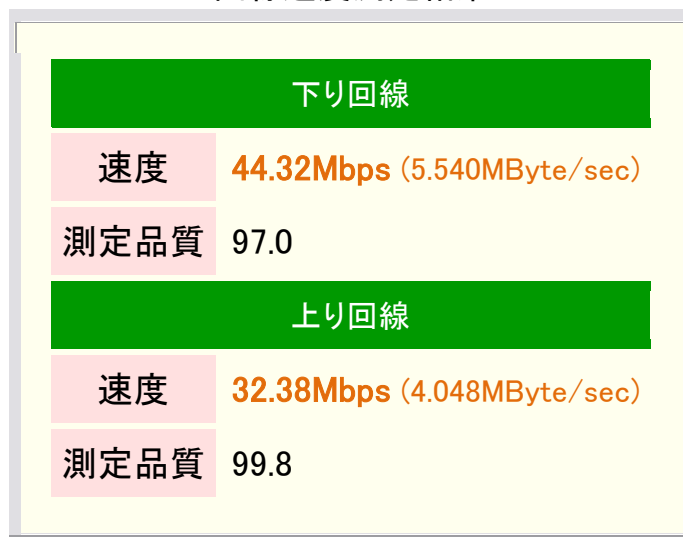 下り回線
速度 44.32Mbps (5.540MByte/sec)
測定品質 97.0
上り回線
速度 32.38Mbps (4.048MByte/sec)
測定品質 99.8